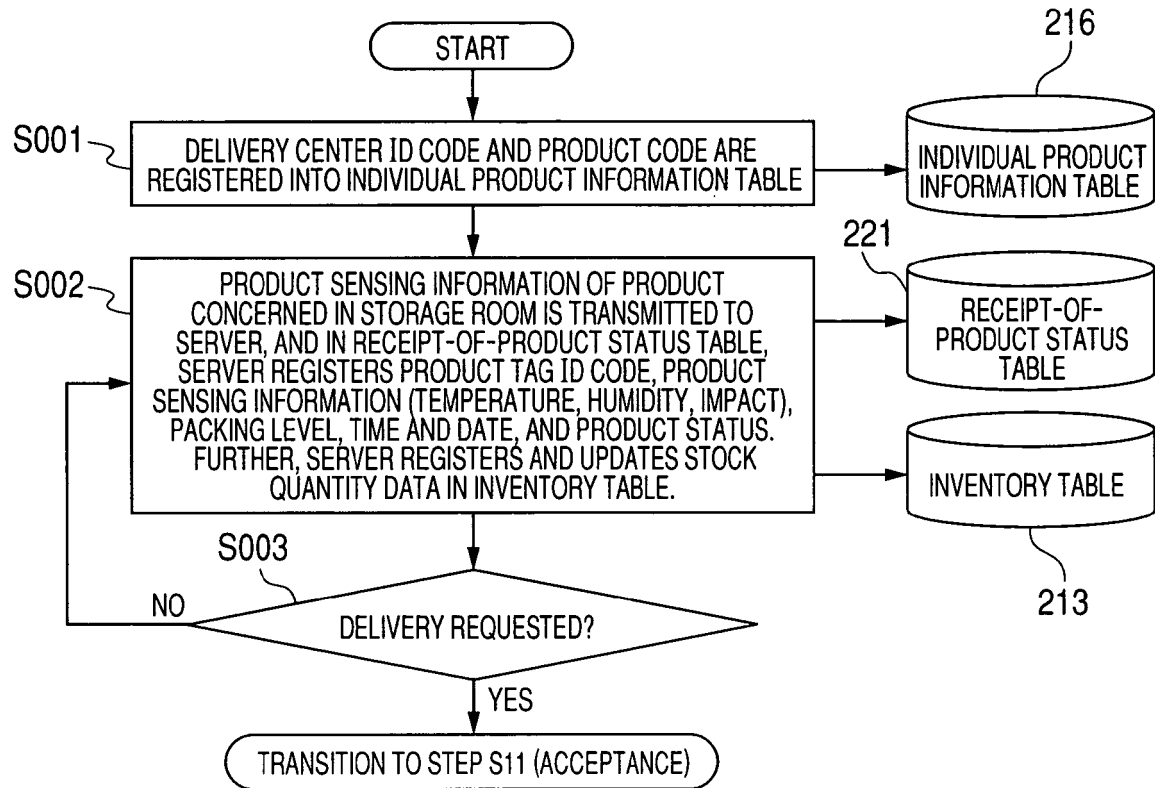 START
216
S001
DELIVERY CENTER ID CODE AND PRODUCT CODE ARE
REGISTERED INTO INDIVIDUAL PRODUCT INFORMATION TABLE
INDIVIDUAL PRODUCT
INFORMATION TABLE
S002
PRODUCT SENSING INFORMATION OF PRODUCT
CONCERNED IN STORAGE ROOM IS TRANSMITTED TO
SERVER, AND IN RECEIPT-OF-PRODUCT STATUS TABLE,
SERVER REGISTERS PRODUCT TAG ID CODE, PRODUCT
SENSING INFORMATION (TEMPERATURE, HUMIDITY, IMPACT),
PACKING LEVEL, TIME AND DATE, AND PRODUCT STATUS.
FURTHER, SERVER REGISTERS AND UPDATES STOCK
QUANTITY DATA IN INVENTORY TABLE.
221
RECEIPT-OF-
PRODUCT STATUS
TABLE
INVENTORY TABLE
213
S003
NO
DELIVERY REQUESTED?
YES
TRANSITION TO STEP S11 (ACCEPTANCE)